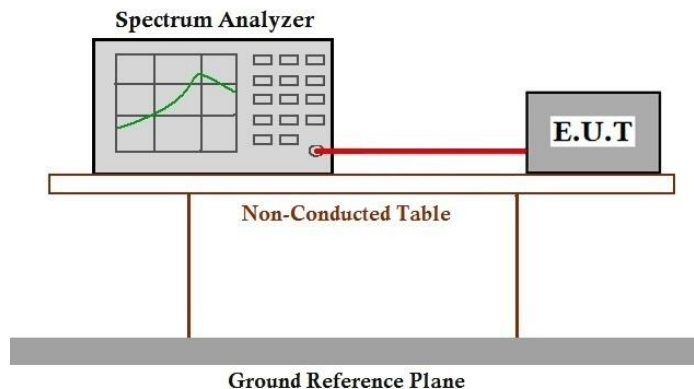 Spectrum Analyzer
E.U.T
Non-Conducted Table
Ground Reference Plane